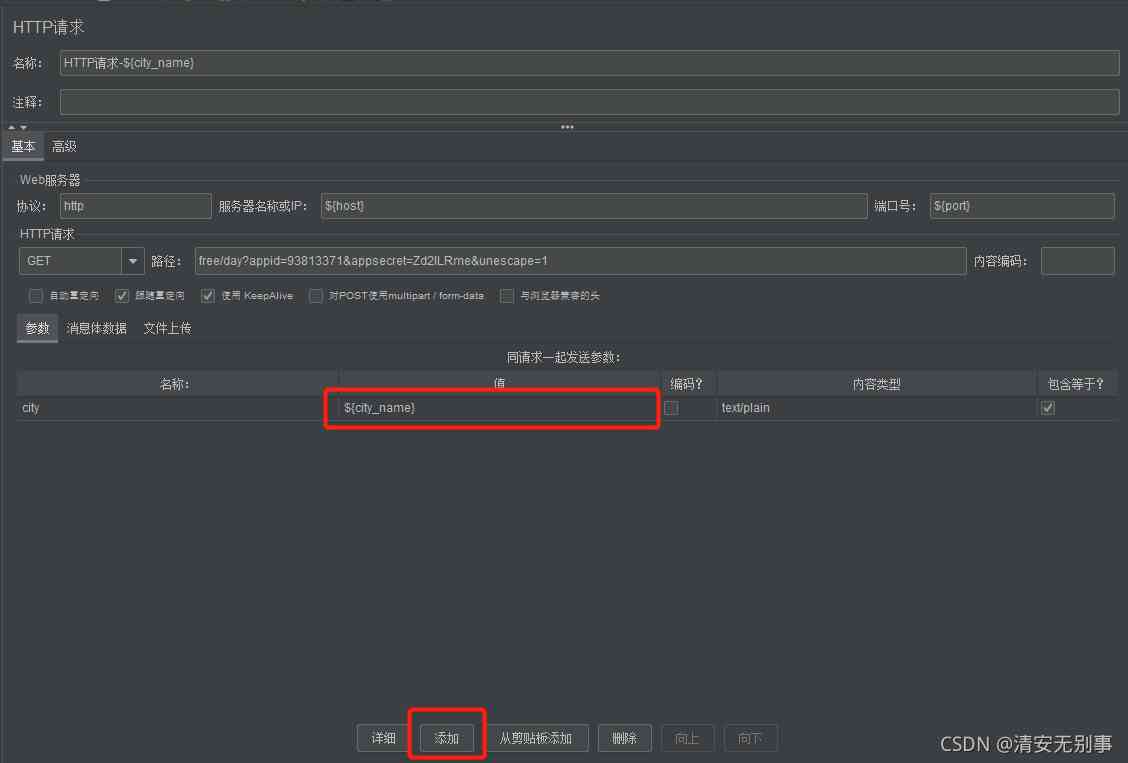 HTTP请求
名称： HTTP请求-${city_name}
注释：
基本 高级
Web服务器
协议： http 服务器名称或IP： ${host} 端口号： ${port}
HTTP请求
GET 路径： free/day?appid=93813371&appsecret=Zd2ILRme&unescape=1 内容编码：
自动重定向 跟随重定向 使用 KeepAlive 对POST使用multipart / form-data 与浏览器兼容的头
参数 消息体数据 文件上传
同请求一起发送参数：
名称： 值 编码？ 内容类型 包含等于？
city ${city_name} text/plain
详细 添加 从剪贴板添加 删除 向上 向下
CSDN @清安无别事